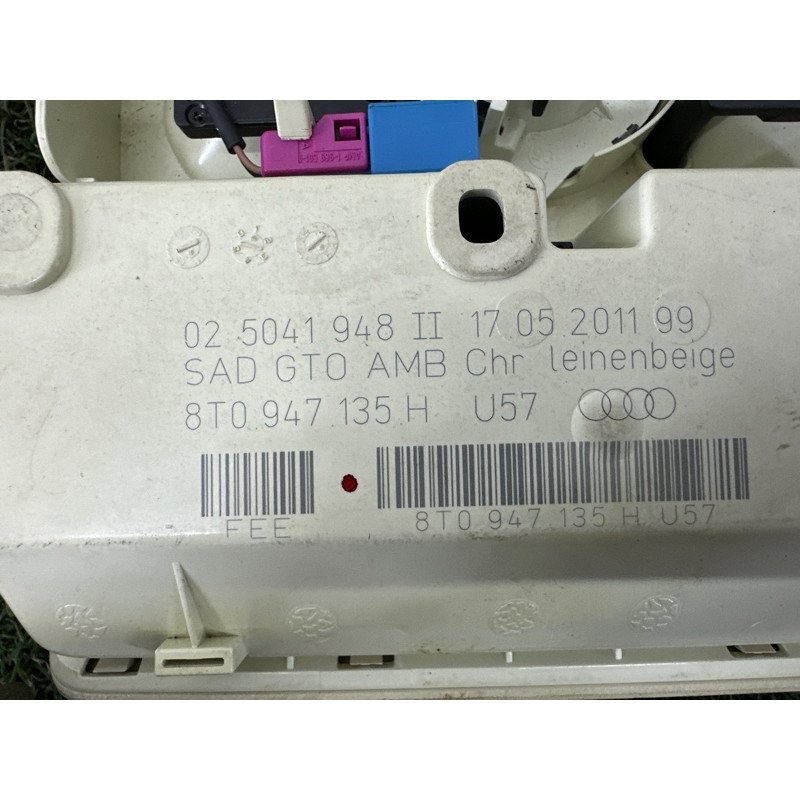 02 5041 948 II 17.05.2011 99
SAD GTO AMB Chr leinenbeige
8T0 947 135 H U57
FEE
8T0 947 135 H U57